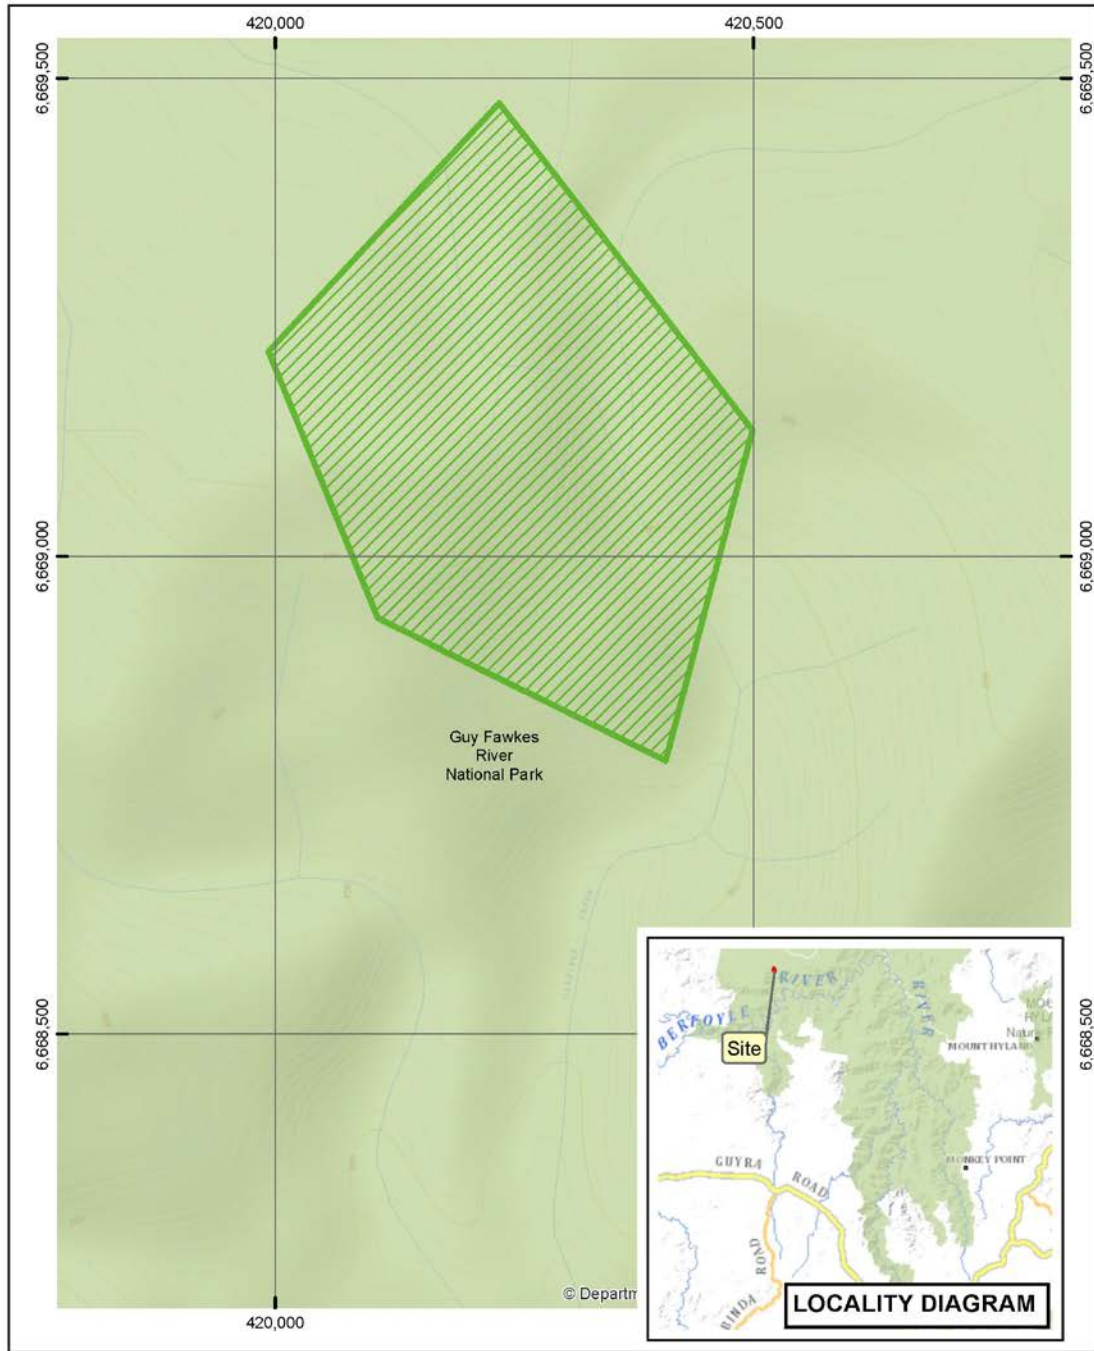 420,000
420,500
6,669,500
6,669,500
6,669,000
6,669,000
Guy Fawkes
River
National Park
6,668,500
6,668,500
RIVER
RIVER
BERFOYLE
Site
MOUNT HYLAND
MONKEY POINT
GUYRA
ROAD
BINDA
ROAD
LOCALITY DIAGRAM
© Departm
420,000